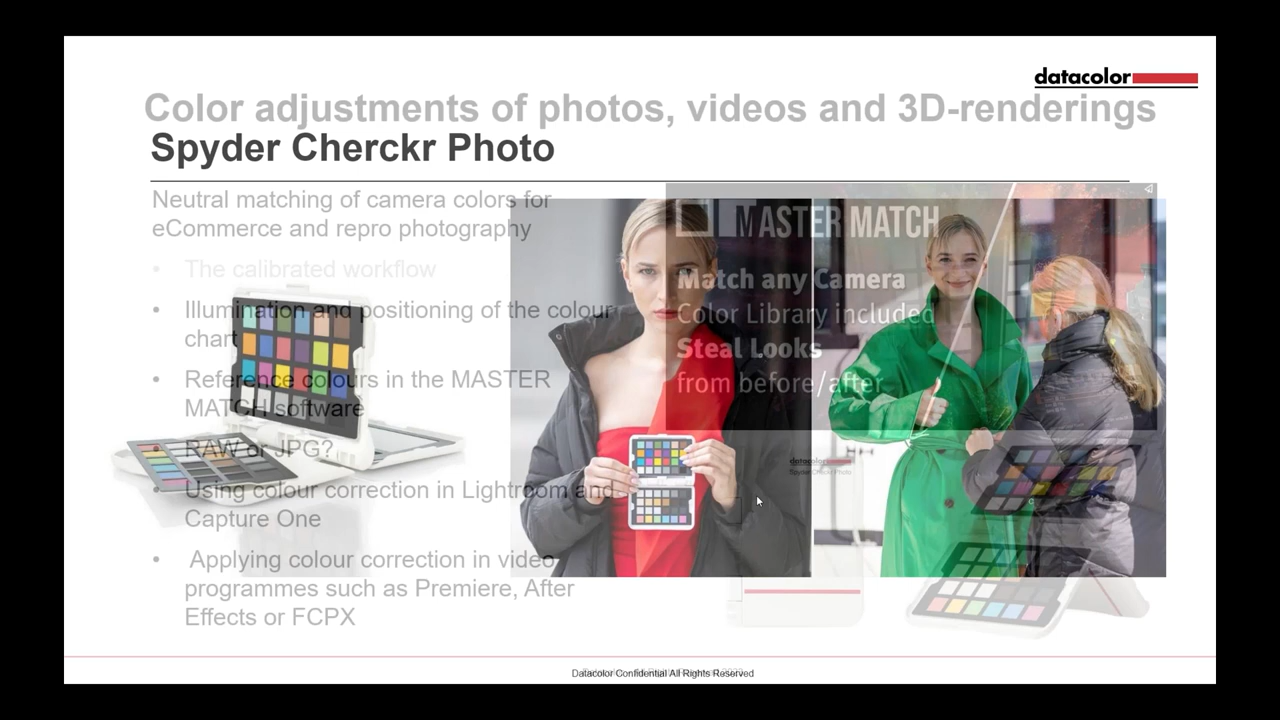 datacolor
Color adjustments of photos, videos and 3D-renderings
Spyder Cherckr Photo
Neutral matching of camera colors for
eCommerce and repro photography
• The calibrated workflow
• Illumination and positioning of the colour
chart
• Reference colours in the MASTER
MATCH software
RAW or JPG?
• Using colour correction in Lightroom and
Capture One
• Applying colour correction in video
programmes such as Premiere, After
Effects or FCPX
MASTER MATCH
Match any Camera
Color Library included
Steal Looks
from before/after
datacolor
Spyder Checkr Photo
Datacolor Confidential All Rights Reserved